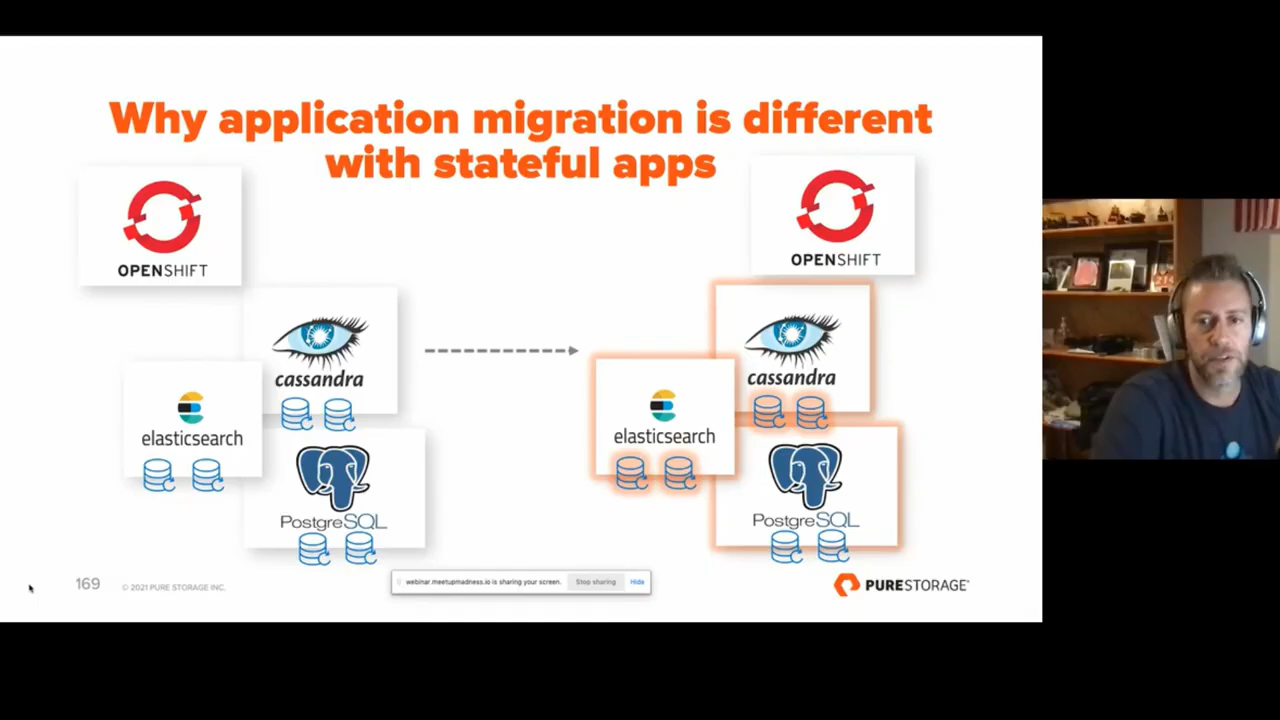 Why application migration is different
with stateful apps
OPENSHIFT
OPENSHIFT
cassandra
cassandra
elasticsearch
elasticsearch
PostgreSQL
PostgreSQL
webinar.meetupmadness.io is sharing your screen. Stop sharing Hide
169 © 2021 PURE STORAGE INC.
PURESTORAGE®